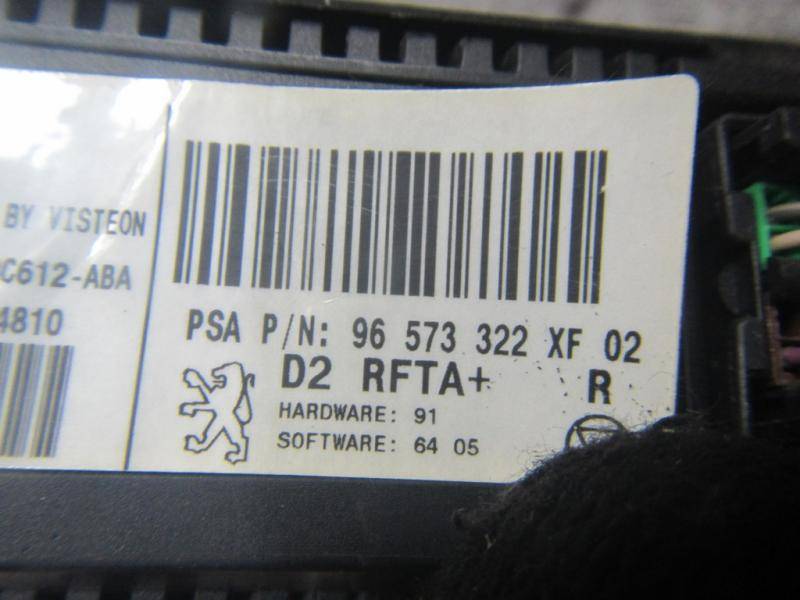 BY VISTEON
C612-ABA
4810
PSA P/N: 96 573 322 XF 02
D2 RFTA+ R
HARDWARE: 91
SOFTWARE: 64 05